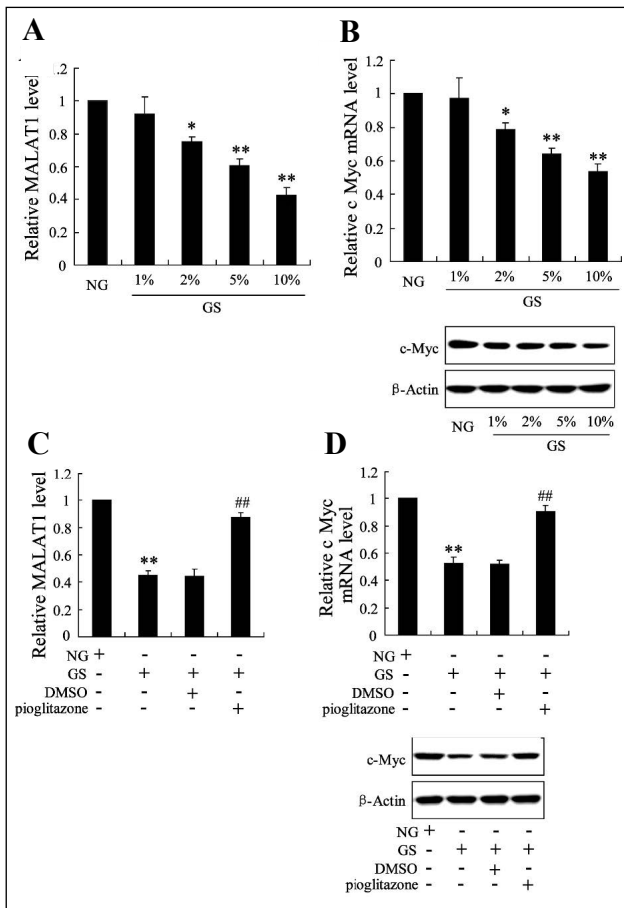 A
Relative MALAT1 level
1.2
1
0.8
0.6
0.4
0.2
0
*
**
**
NG
1% 2% 5% 10%
GS
B
Relative c Myc mRNA level
1.2
1
0.8
0.6
0.4
0.2
0
*
**
**
NG
1% 2% 5% 10%
GS
c-Myc
β-Actin
NG
1% 2% 5% 10%
GS
C
Relative MALAT1 level
1.2
1
0.8
0.6
0.4
0.2
0
**
##
NG + - - -
GS - + + +
DMSO - - + -
pioglitazone - - - +
D
Relative c Myc
mRNA level
1.2
1
0.8
0.6
0.4
0.2
0
**
##
NG + - - -
GS - + + +
DMSO - - + -
pioglitazone - - - +
c-Myc
β-Actin
NG + - - -
GS - + + +
DMSO - - + -
pioglitazone - - - +